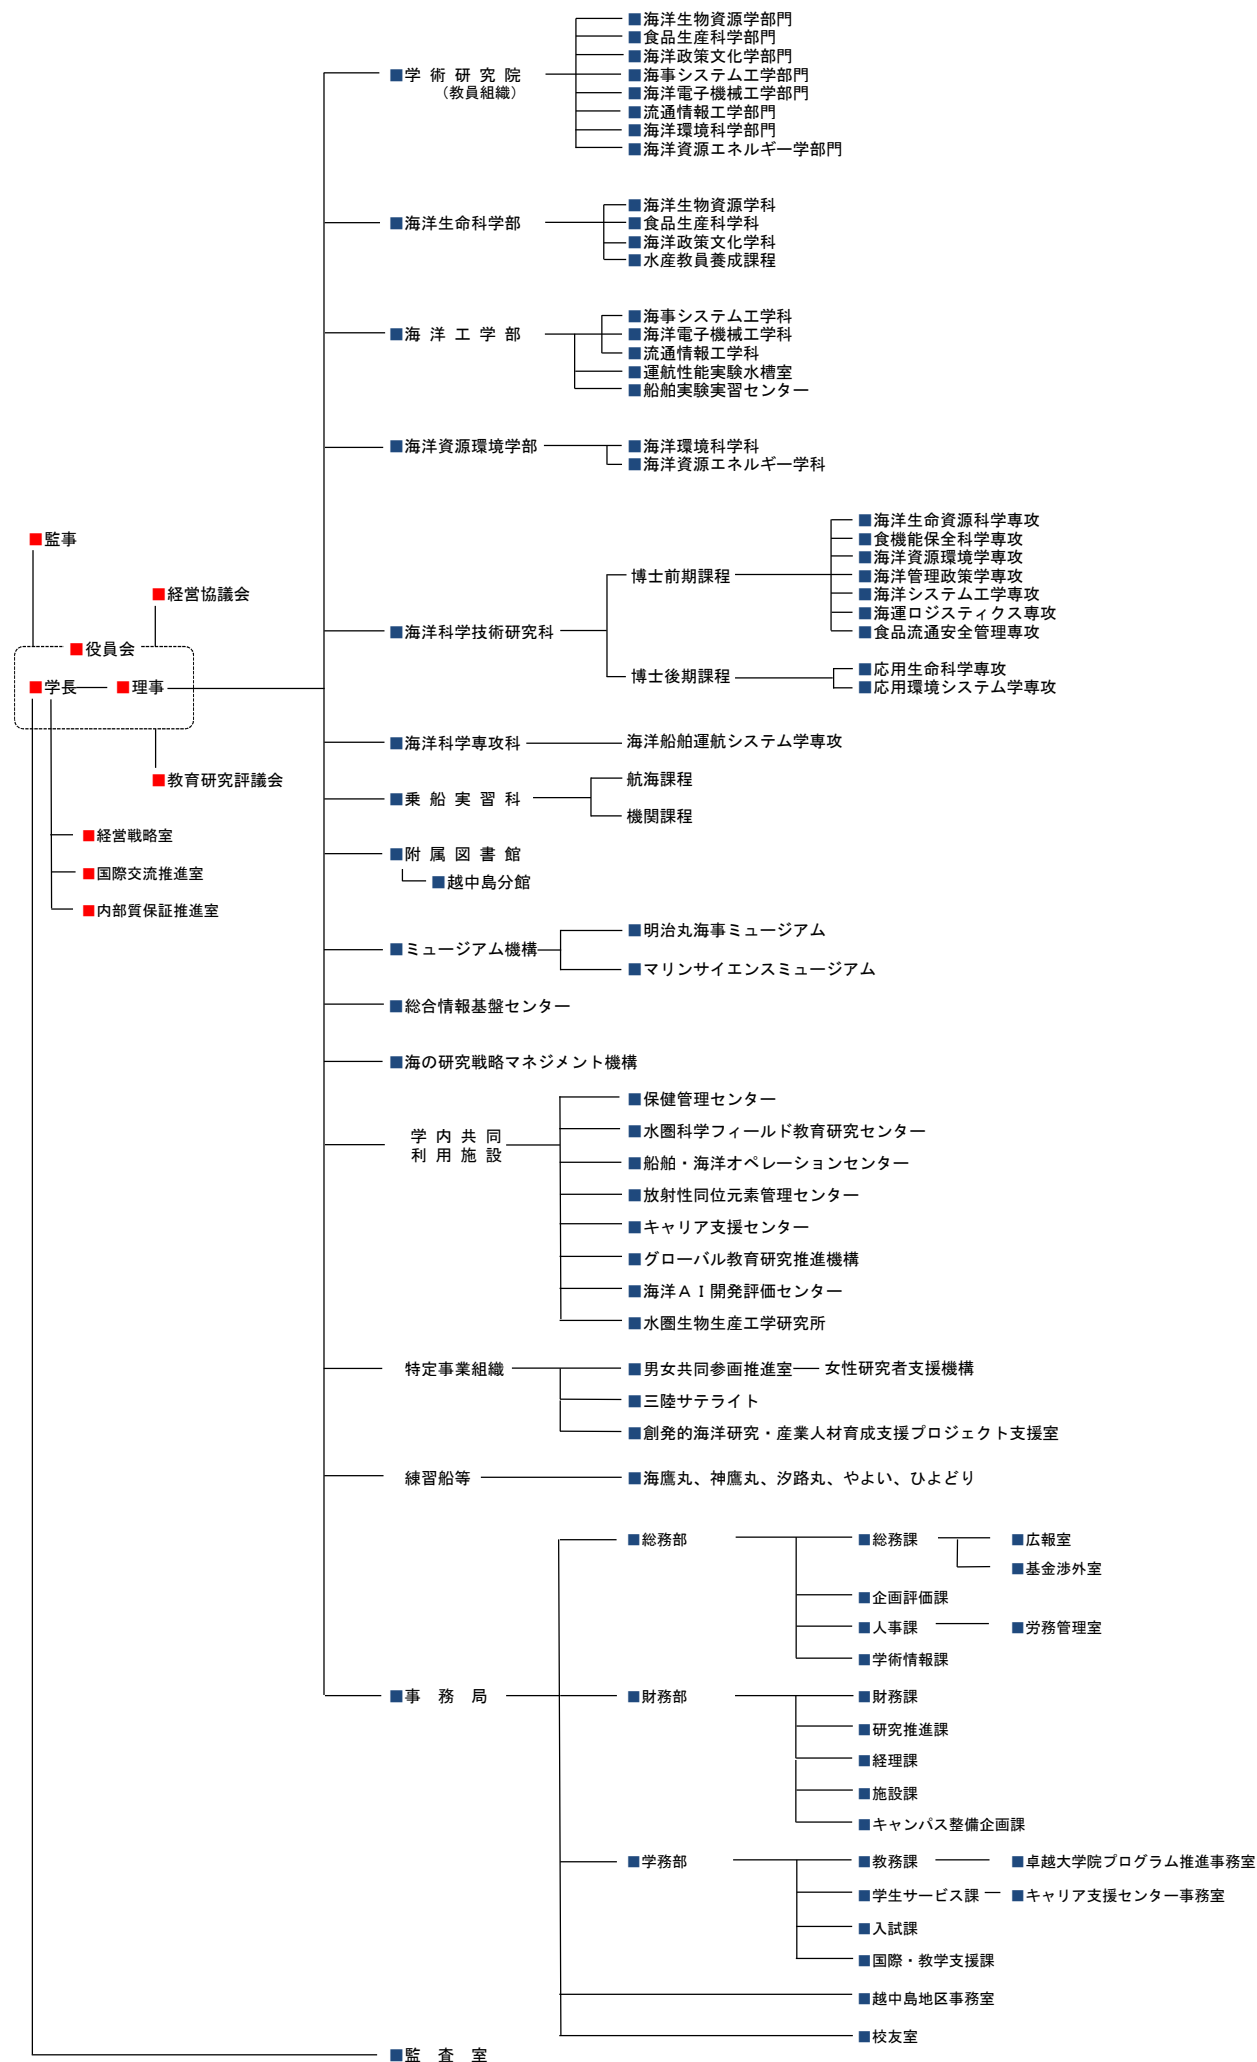 ■監事
■経営協議会
■役員会
■学長
■理事
■教育研究評議会
■経営戦略室
■国際交流推進室
■内部質保証推進室
■学術研究院
（教員組織）
■海洋生物資源学部門
■食品生産科学部門
■海洋政策文化学部門
■海事システム工学部門
■海洋電子機械工学部門
■流通情報工学部門
■海洋環境科学部門
■海洋資源エネルギー学部門
■海洋生命科学部
■海洋生物資源学科
■食品生産科学科
■海洋政策文化学科
■水産教員養成課程
■海洋工学部
■海事システム工学科
■海洋電子機械工学科
■流通情報工学科
■運航性能実験水槽室
■船舶実験実習センター
■海洋資源環境学部
■海洋環境科学科
■海洋資源エネルギー学科
■海洋科学技術研究科
博士前期課程
■海洋生命資源科学専攻
■食機能保全科学専攻
■海洋資源環境学専攻
■海洋管理政策学専攻
■海洋システム工学専攻
■海運ロジスティクス専攻
■食品流通安全管理専攻
博士後期課程
■応用生命科学専攻
■応用環境システム学専攻
■海洋科学専攻科
海洋船舶運航システム学専攻
■乗船実習科
航海課程
機関課程
■附属図書館
■越中島分館
■ミュージアム機構
■明治丸海事ミュージアム
■マリンサイエンスミュージアム
■総合情報基盤センター
■海の研究戦略マネジメント機構
学内共同
利用施設
■保健管理センター
■水圏科学フィールド教育研究センター
■船舶・海洋オペレーションセンター
■放射性同位元素管理センター
■キャリア支援センター
■グローバル教育研究推進機構
■海洋ＡＩ開発評価センター
■水圏生物生産工学研究所
特定事業組織
■男女共同参画推進室
女性研究者支援機構
■三陸サテライト
■創発的海洋研究・産業人材育成支援プロジェクト支援室
練習船等
■海鷹丸、神鷹丸、汐路丸、やよい、ひよどり
■事務局
■総務部
■総務課
■広報室
■基金渉外室
■企画評価課
■人事課
■労務管理室
■学術情報課
■財務部
■財務課
■研究推進課
■経理課
■施設課
■キャンパス整備企画課
■学務部
■教務課
■卓越大学院プログラム推進事務室
■学生サービス課
■キャリア支援センター事務室
■入試課
■国際・教学支援課
■越中島地区事務室
■校友室
■監査室